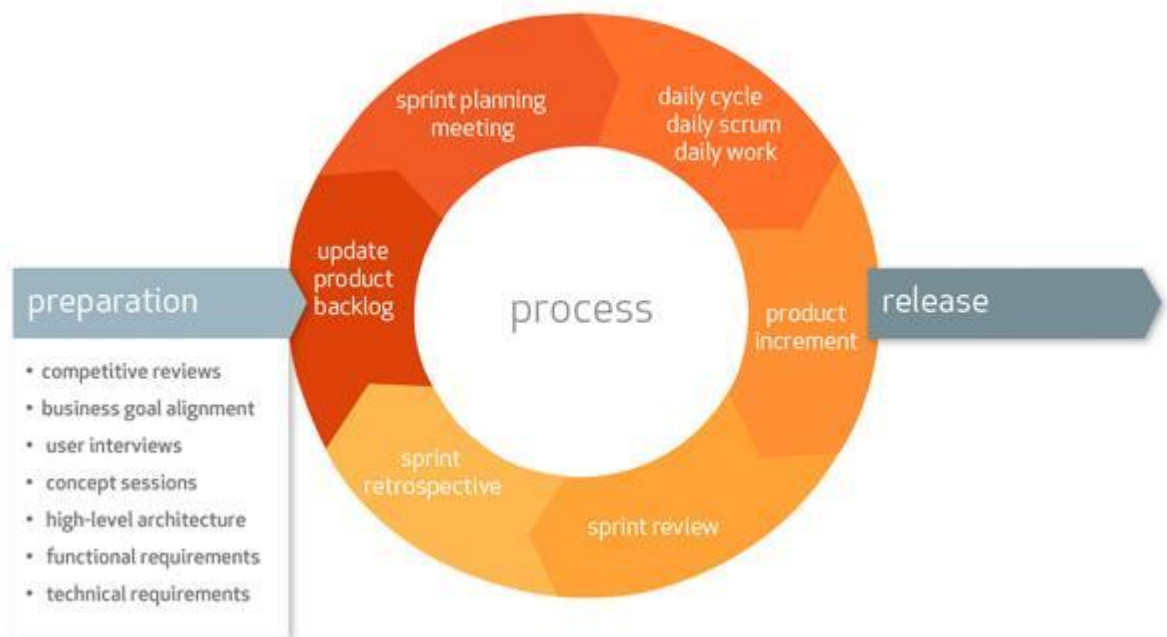 preparation
• competitive reviews
• business goal alignment
• user interviews
• concept sessions
• high-level architecture
• functional requirements
• technical requirements
process
update
product
backlog
sprint planning
meeting
daily cycle
daily scrum
daily work
product
increment
sprint review
sprint
retrospective
release